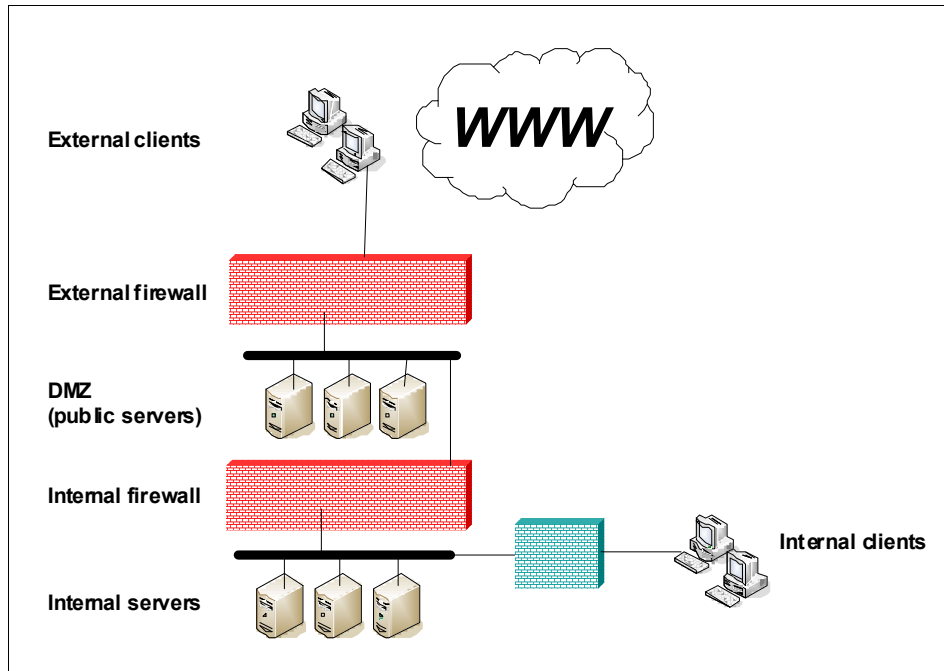 WWW
External clients
External firewall
DMZ
(public servers)
Internal firewall
Internal clients
Internal servers